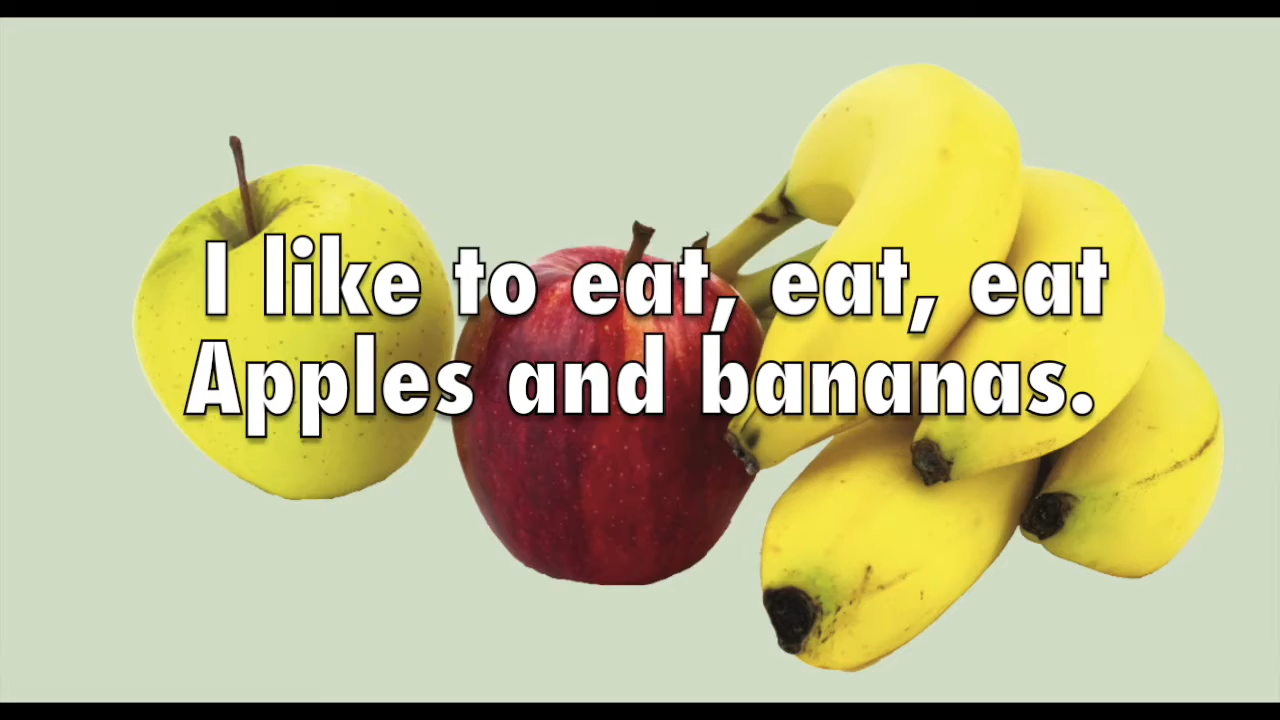 I like to eat, eat, eat
Apples and bananas.